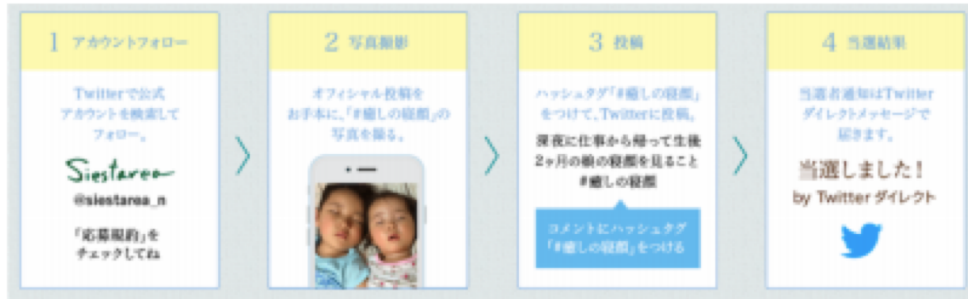 1 アカウントフォロー
Twitterで公式
アカウントを検索して
フォロー。
Siestarea
@siestarea_n
「応募規約」を
チェックしてね
2 写真撮影
オフィシャル投稿を
お手本に、「#癒しの寝顔」の
写真を撮る。
3 投稿
ハッシュタグ「#癒しの寝顔」
をつけて、Twitterに投稿。
深夜に仕事から帰って生後
2ヶ月の娘の寝顔を見ること
#癒しの寝顔
コメントにハッシュタグ
「#癒しの寝顔」をつける
4 当選結果
当選者通知はTwitter
ダイレクトメッセージで
届きます。
当選しました!
by Twitter ダイレクト